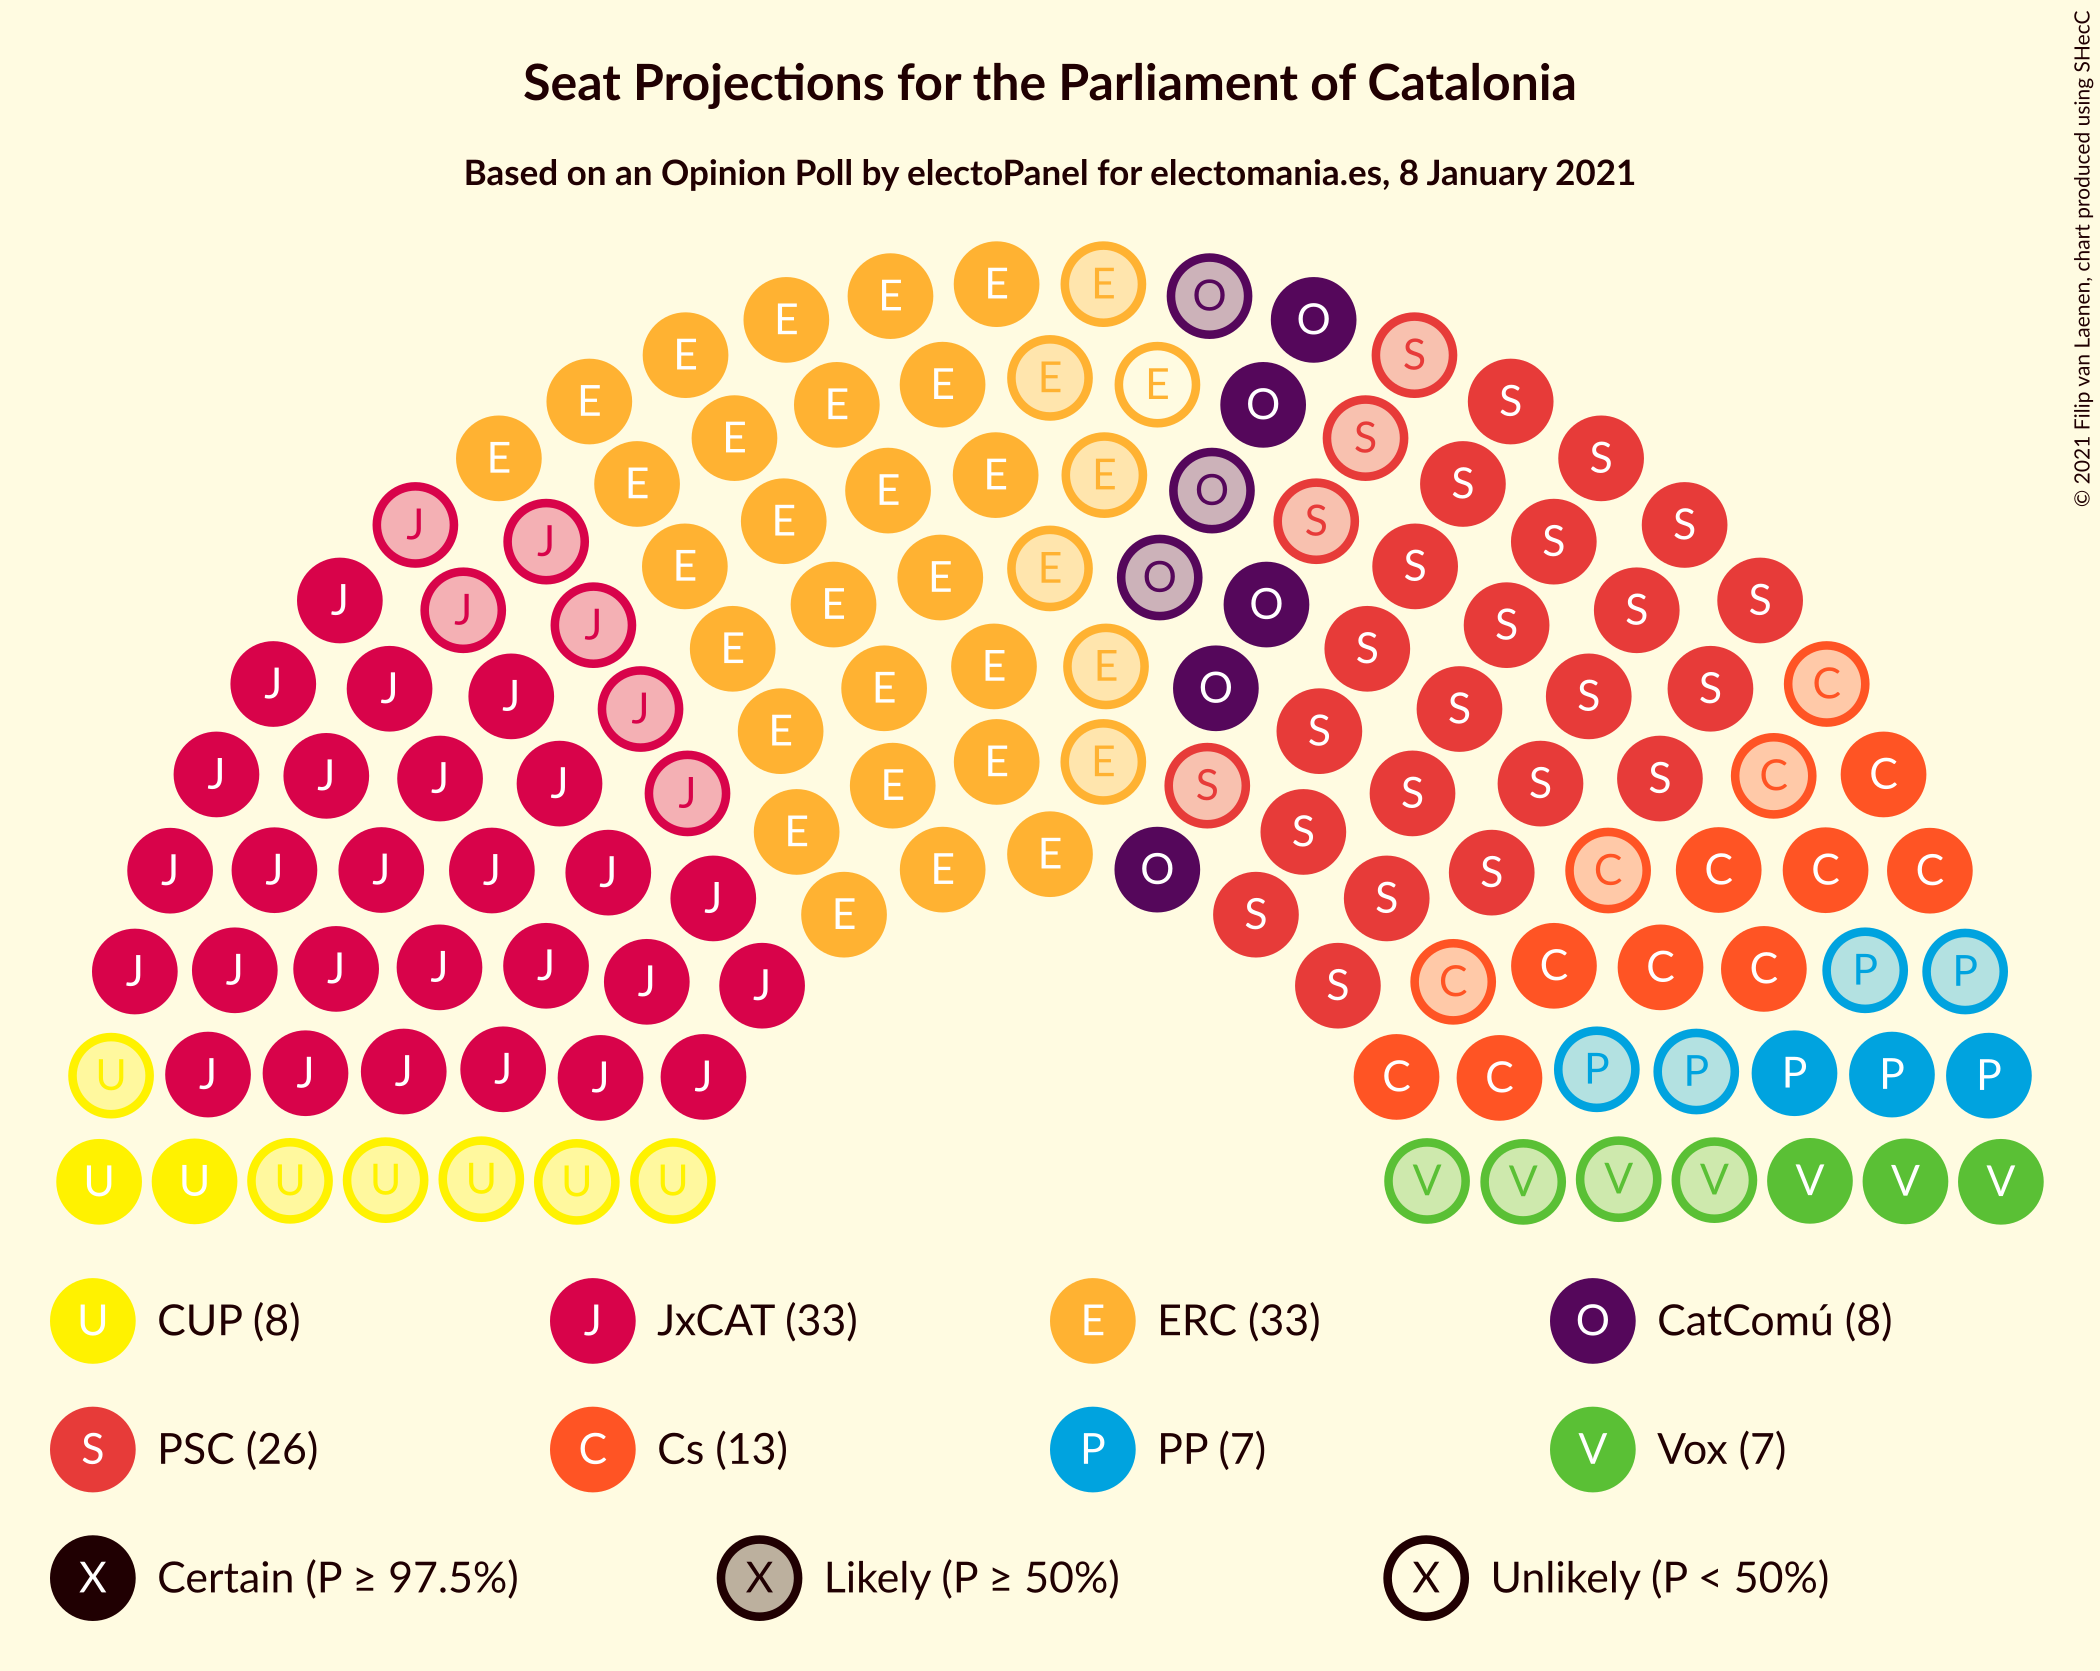 Seat Projections for the Parliament of Catalonia
Based on an Opinion Poll by electoPanel for electomania.es, 8 January 2021
© 2021 Filip van Laenen, chart produced using SHecC
E E E O
E O
E S
E E E
E E O S
E S
E S
E E E E O S
J E S S
J S
E E E O S
J J J E O S S S
E E E S
J J J J E O S S S C
E S
J J J J J E E E S S S S C C
E S
J J J J J J E E O S S C C C C
E S
J J J J J J J S C C C C P P
U J J J J J J C C P P P P P
U U U U U U U V V V V V V V
U CUP (8) J JxCAT (33) E ERC (33) O CatComú (8)
S PSC (26) C Cs (13) P PP (7) V Vox (7)
X Certain (P ≥ 97.5%) X Likely (P ≥ 50%) X Unlikely (P < 50%)